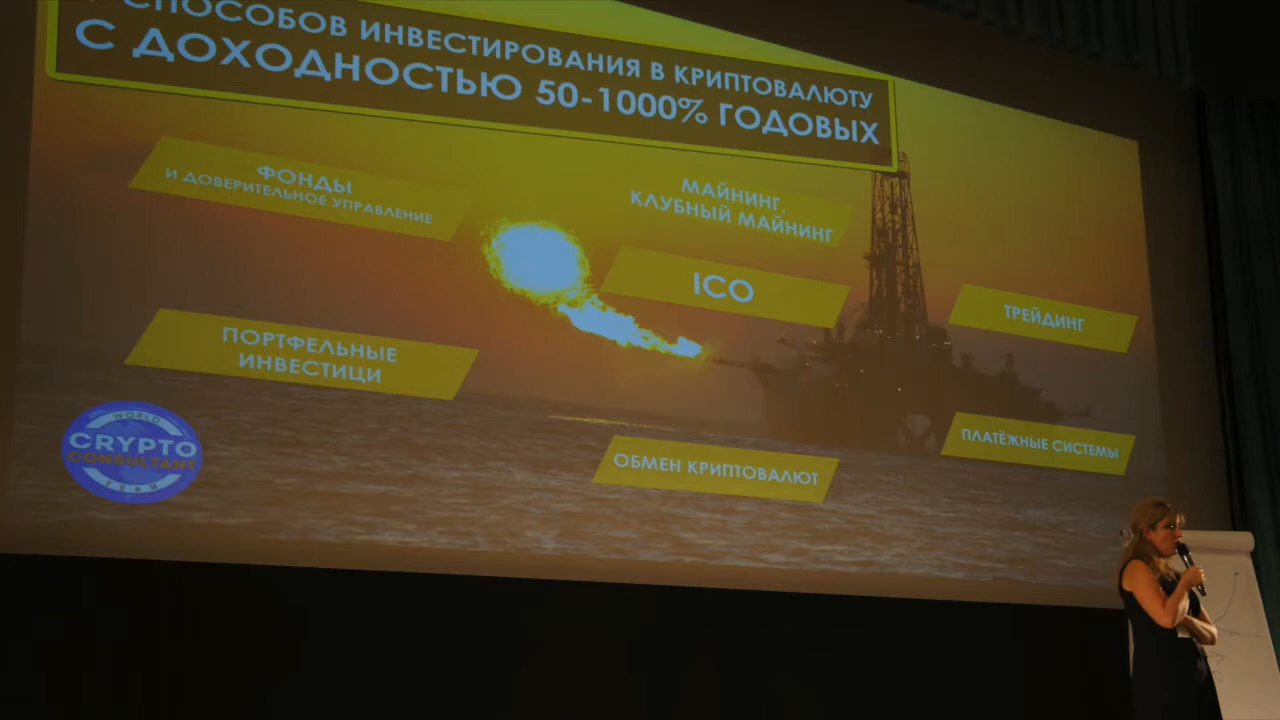 СПОСОБОВ ИНВЕСТИРОВАНИЯ В КРИПТОВАЛЮТУ
С ДОХОДНОСТЬЮ 50-1000% ГОДОВЫХ
ФОНДЫ
И ДОВЕРИТЕЛЬНОЕ УПРАВЛЕНИЕ
МАЙНИНГ,
КЛУБНЫЙ МАЙНИНГ
ICO
ТРЕЙДИНГ
ПОРТФЕЛЬНЫЕ
ИНВЕСТИЦИ
ОБМЕН КРИПТОВАЛЮТ
ПЛАТЁЖНЫЕ СИСТЕМЫ
WORLD
CRYPTO
CONSULTANT
TEAM